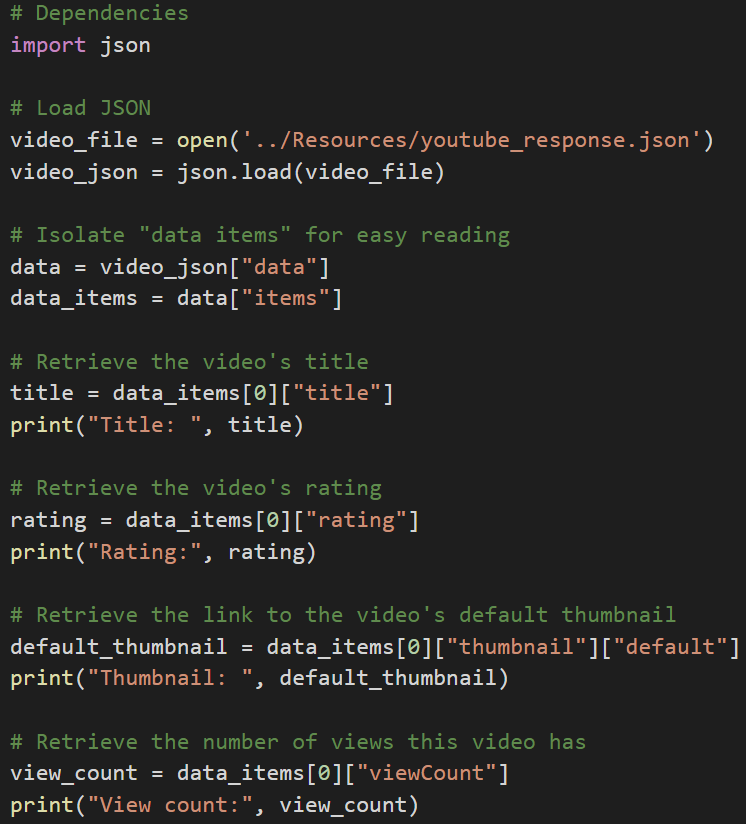 # Dependencies
import json
# Load JSON
video_file = open('../Resources/youtube_response.json')
video_json = json.load(video_file)
# Isolate "data items" for easy reading
data = video_json["data"]
data_items = data["items"]
# Retrieve the video's title
title = data_items[0]["title"]
print("Title: ", title)
# Retrieve the video's rating
rating = data_items[0]["rating"]
print("Rating:", rating)
# Retrieve the link to the video's default thumbnail
default_thumbnail = data_items[0]["thumbnail"]["default"]
print("Thumbnail: ", default_thumbnail)
# Retrieve the number of views this video has
view_count = data_items[0]["viewCount"]
print("View count:", view_count)